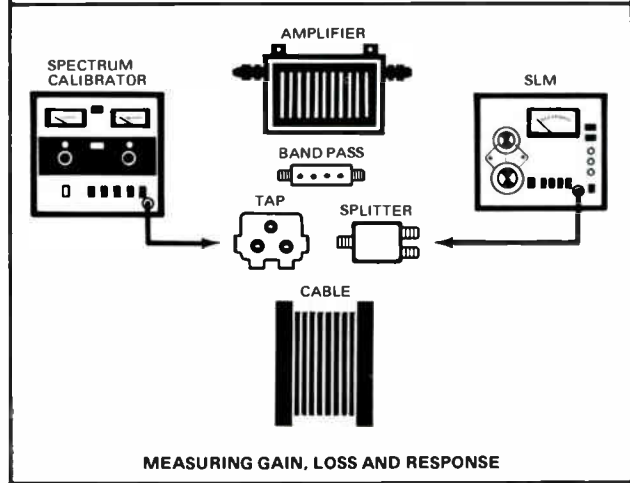 AMPLIFIER
SPECTRUM
CALIBRATOR
SLM
BAND PASS
TAP
SPLITTER
CABLE
MEASURING GAIN, LOSS AND RESPONSE